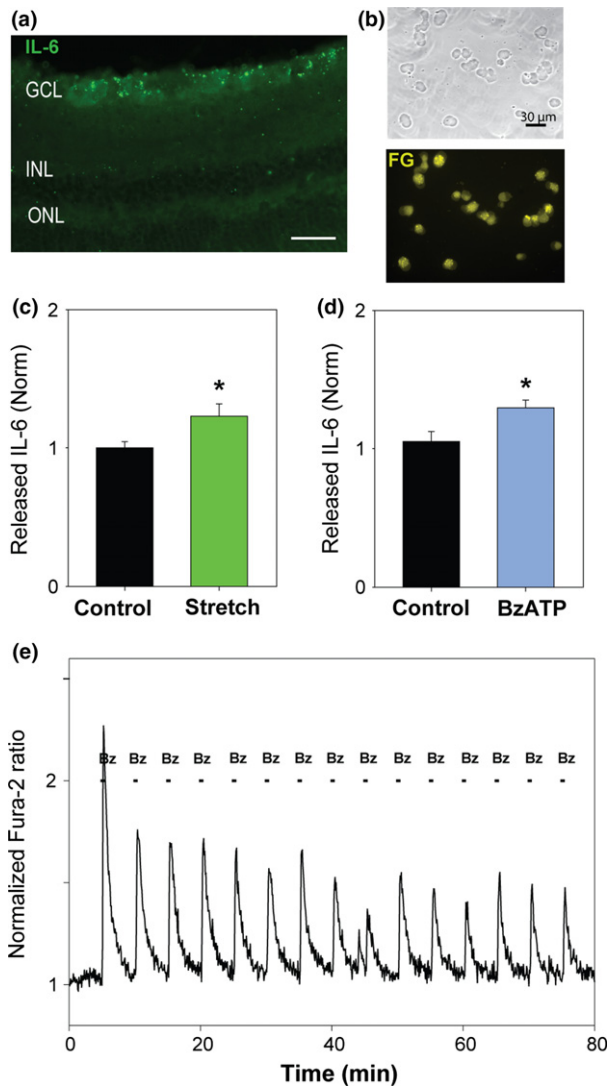 (a)
IL-6
GCL
INL
ONL
(b)
30 µm
FG
(c)
2
1
0
Released IL-6 (Norm)
*
Control
Stretch
(d)
2
1
0
Released IL-6 (Norm)
*
Control
BzATP
(e)
Normalized Fura-2 ratio
2
1
Bz Bz Bz Bz Bz Bz Bz Bz Bz Bz Bz Bz Bz Bz Bz
0 20 40 60 80
Time (min)